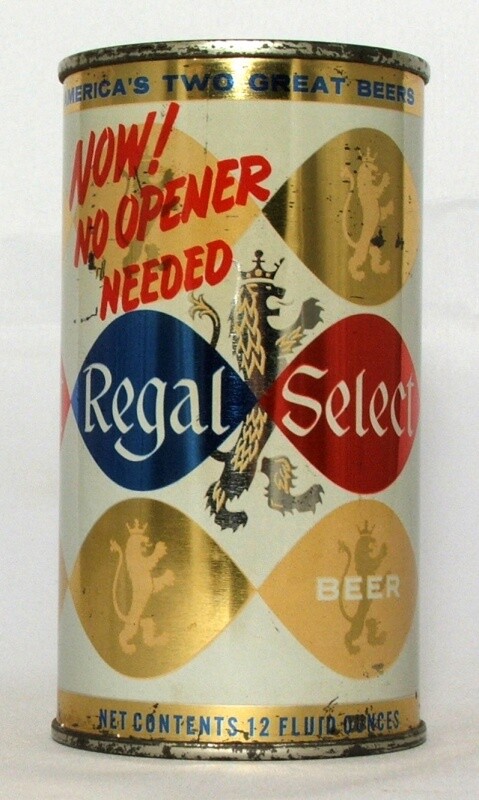 AMERICA'S TWO GREAT BEERS
NOW!
NO OPENER
NEEDED
Regal Select
BEER
NET CONTENTS 12 FLUID OUNCES